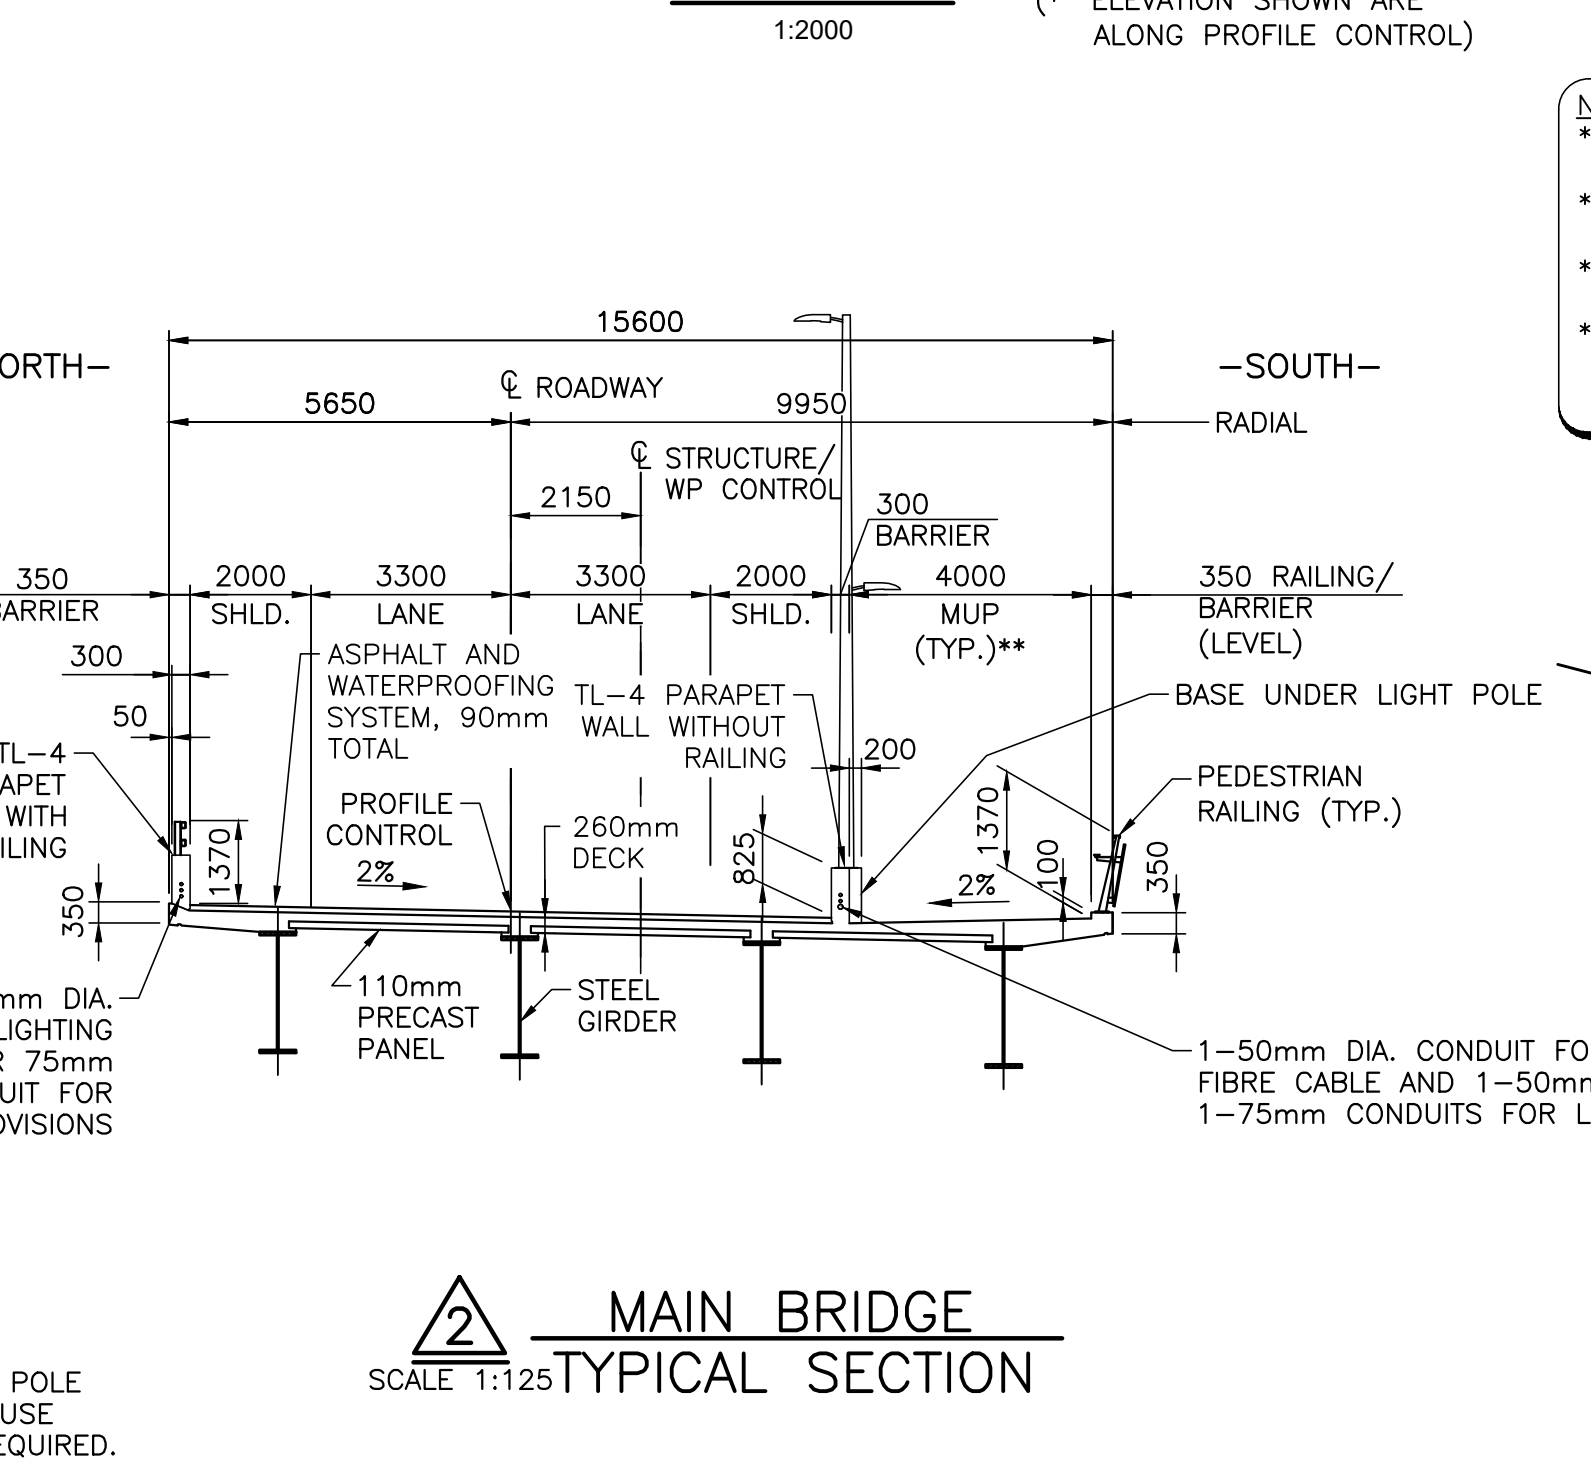 1:2000
ELEVATION SHOWN ARE
ALONG PROFILE CONTROL)
*
*
*
*
15600
ORTH-
-SOUTH-
℄ ROADWAY
5650
9950
RADIAL
℄ STRUCTURE/
WP CONTROL
2150
300
BARRIER
350
BARRIER
2000
SHLD.
3300
LANE
3300
LANE
2000
SHLD.
4000
MUP
(TYP.)**
350 RAILING/
BARRIER
(LEVEL)
300
50
ASPHALT AND
WATERPROOFING
SYSTEM, 90mm
TOTAL
TL-4 PARAPET
WALL WITHOUT
RAILING
BASE UNDER LIGHT POLE
200
TL-4
APET
WITH
ILING
PROFILE
CONTROL
260mm
DECK
PEDESTRIAN
RAILING (TYP.)
1370
2%
825
1370
100
2%
350
350
mm DIA.
LIGHTING
R 75mm
UIT FOR
OVISIONS
110mm
PRECAST
PANEL
STEEL
GIRDER
1-50mm DIA. CONDUIT FO
FIBRE CABLE AND 1-50mm
1-75mm CONDUITS FOR L
2
MAIN BRIDGE
SCALE 1:125
TYPICAL SECTION
POLE
USE
EQUIRED.